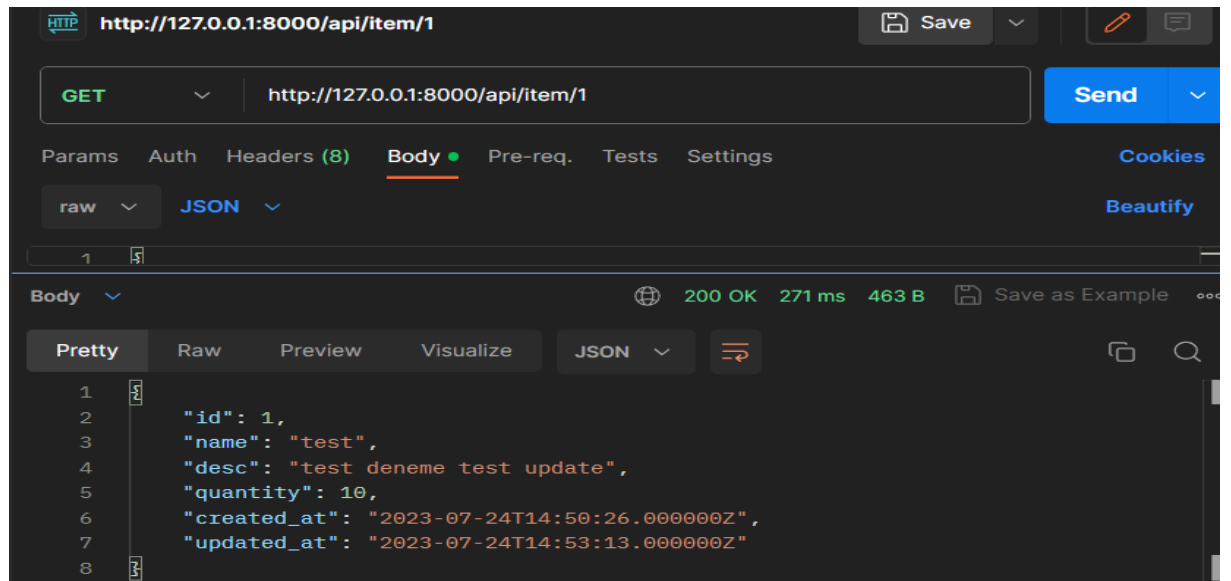 HTTP http://127.0.0.1:8000/api/item/1 Save
GET http://127.0.0.1:8000/api/item/1 Send
Params Auth Headers (8) Body Pre-req. Tests Settings Cookies
raw JSON Beautify
1 {
Body 200 OK 271 ms 463 B Save as Example
Pretty Raw Preview Visualize JSON
1 {
2 "id": 1,
3 "name": "test",
4 "desc": "test deneme test update",
5 "quantity": 10,
6 "created_at": "2023-07-24T14:50:26.000000Z",
7 "updated_at": "2023-07-24T14:53:13.000000Z"
8 }